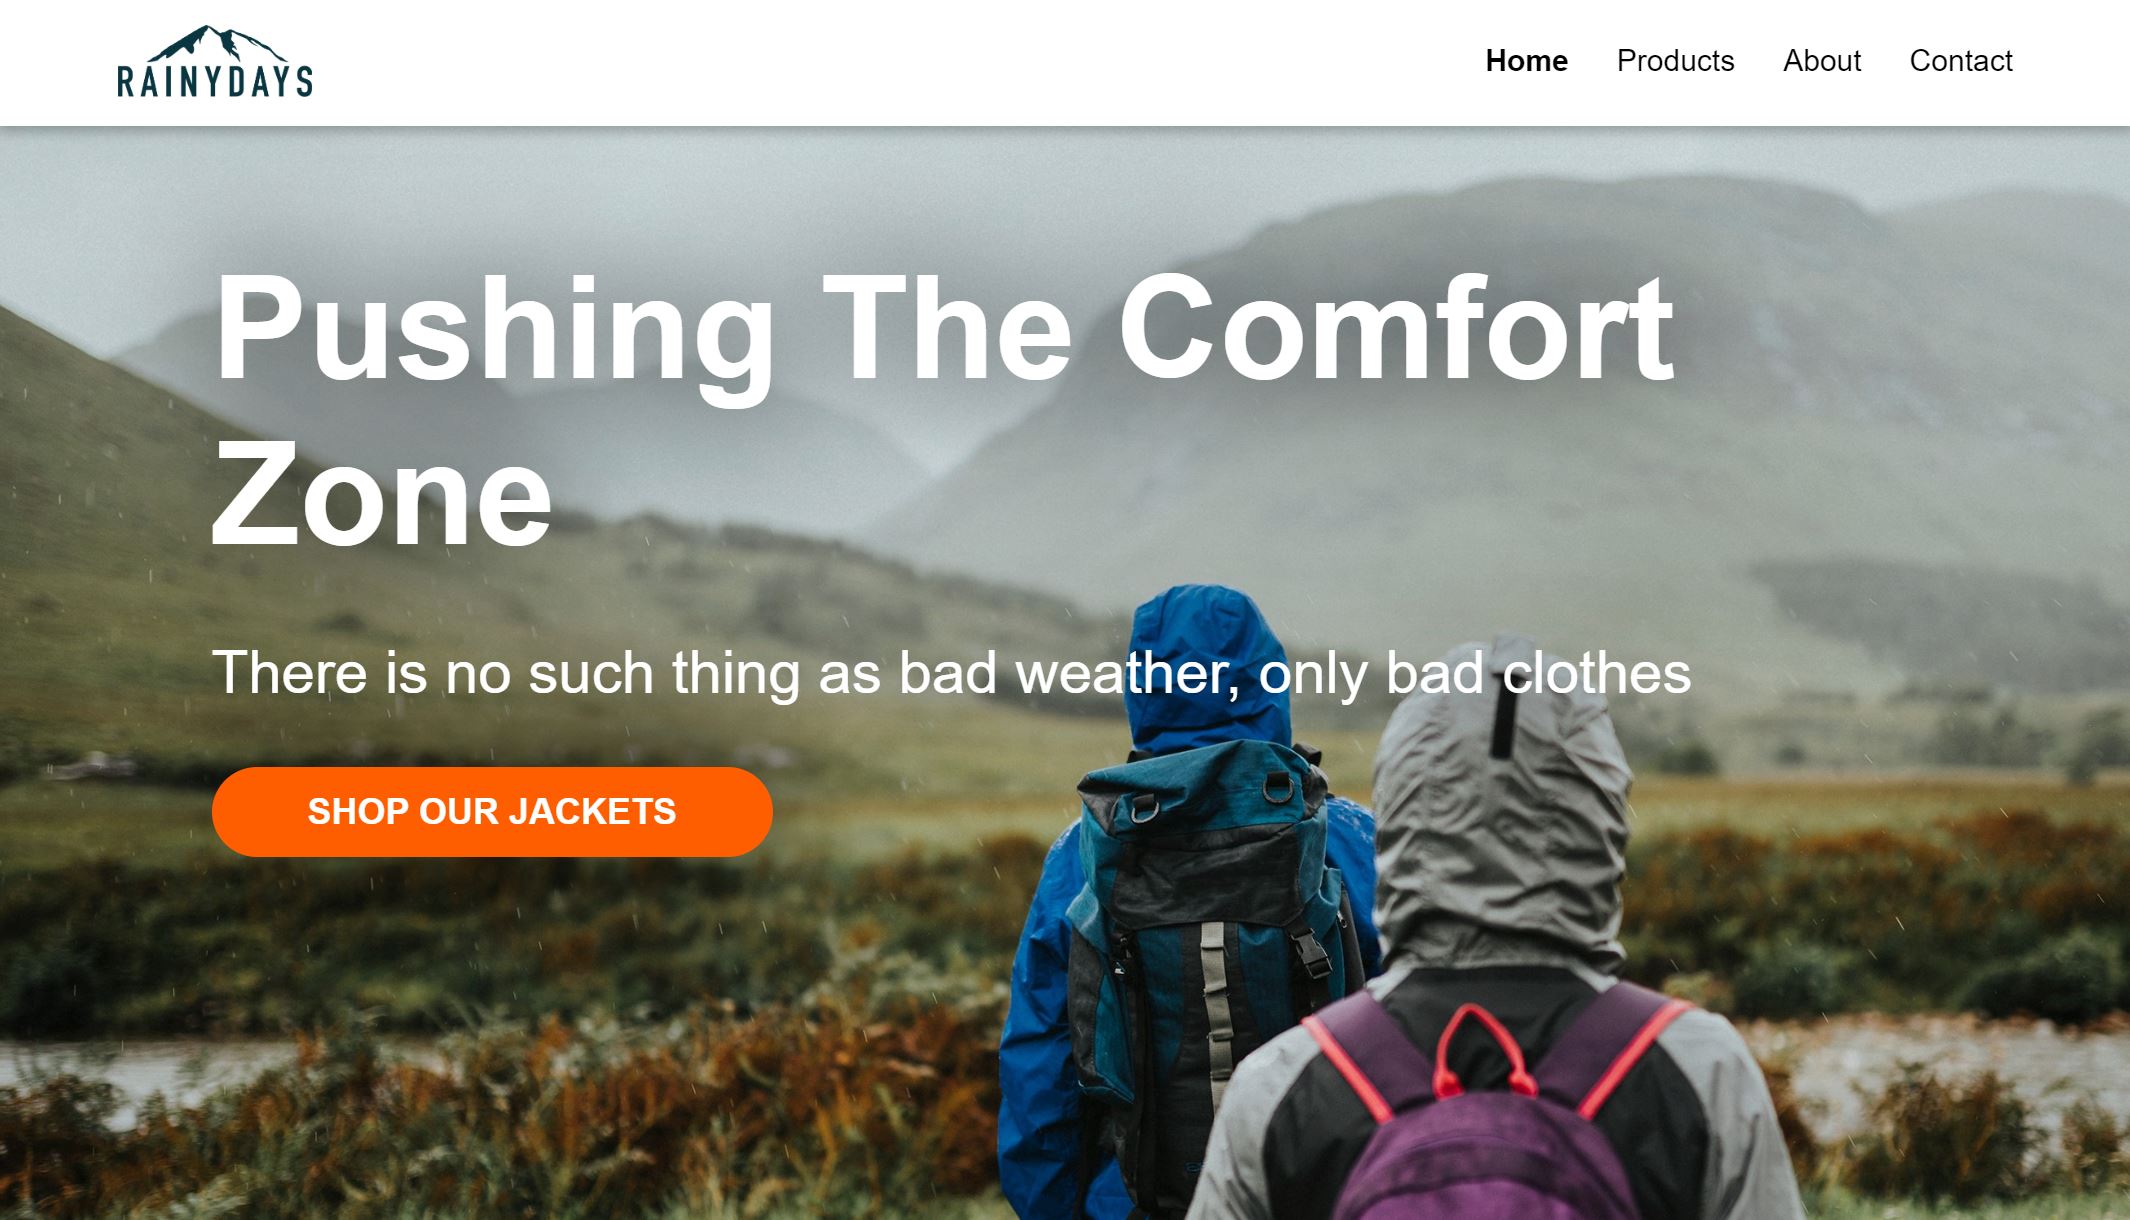 RAINYDAYS
Home Products About Contact
Pushing The Comfort
Zone
There is no such thing as bad weather, only bad clothes
SHOP OUR JACKETS